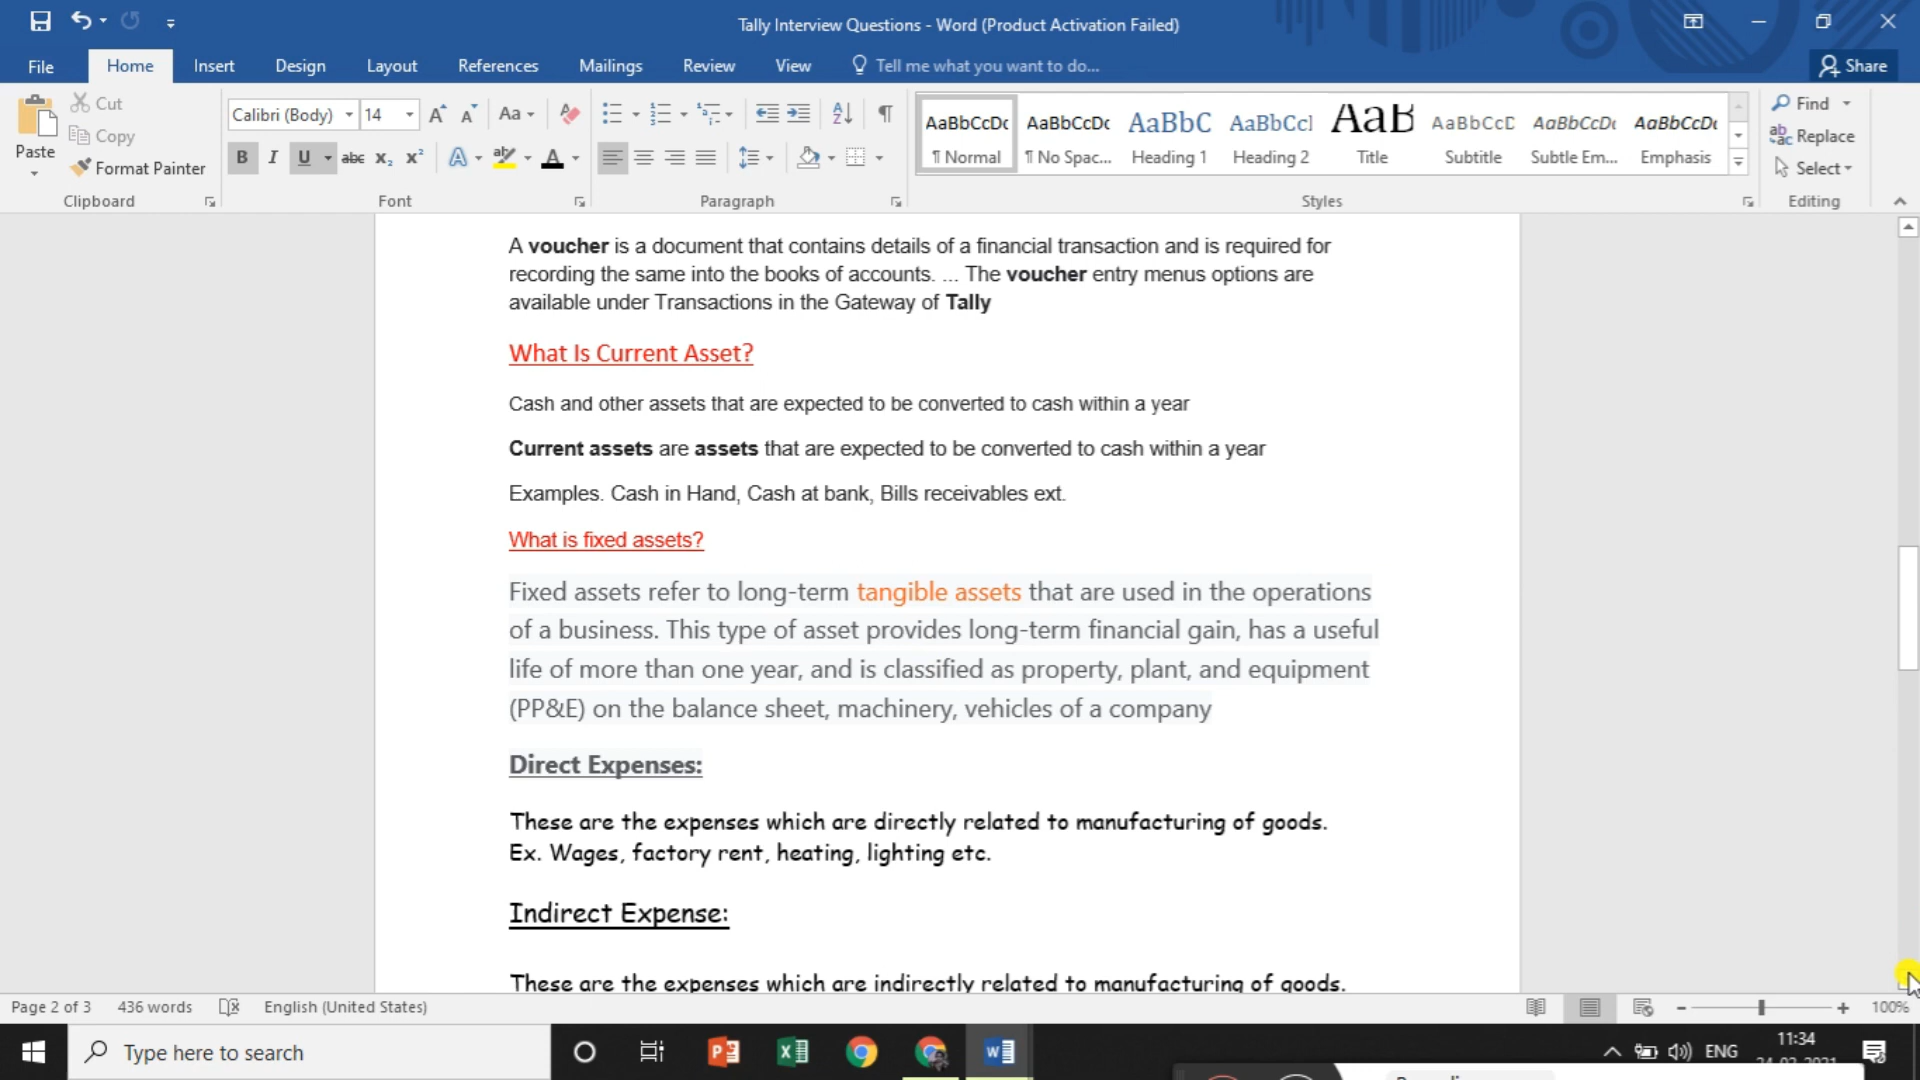 Tally Interview Questions - Word (Product Activation Failed)
File Home Insert Design Layout References Mailings Review View Tell me what you want to do... Share
Paste
Cut
Copy
Format Painter
Clipboard
Calibri (Body) 14 Aa
B I U abc x₂ x² A aby A
Font
Paragraph
AaBbCcDc AaBbCcDc AaBbC AaBbCcI AaB AaBbCcD AaBbCcDt AaBbCcDt
¶ Normal ¶ No Spac... Heading 1 Heading 2 Title Subtitle Subtle Em... Emphasis
Styles
Find
Replace
Select
Editing
A voucher is a document that contains details of a financial transaction and is required for
recording the same into the books of accounts. ... The voucher entry menus options are
available under Transactions in the Gateway of Tally
What Is Current Asset?
Cash and other assets that are expected to be converted to cash within a year
Current assets are assets that are expected to be converted to cash within a year
Examples. Cash in Hand, Cash at bank, Bills receivables ext.
What is fixed assets?
Fixed assets refer to long-term tangible assets that are used in the operations
of a business. This type of asset provides long-term financial gain, has a useful
life of more than one year, and is classified as property, plant, and equipment
(PP&E) on the balance sheet, machinery, vehicles of a company
Direct Expenses:
These are the expenses which are directly related to manufacturing of goods.
Ex. Wages, factory rent, heating, lighting etc.
Indirect Expense:
These are the expenses which are indirectly related to manufacturing of goods.
Page 2 of 3 436 words English (United States) 100%
Type here to search
ENG
11:34